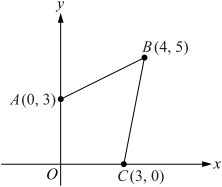 y
B(4, 5)
A(0, 3)
O
C(3, 0)
x